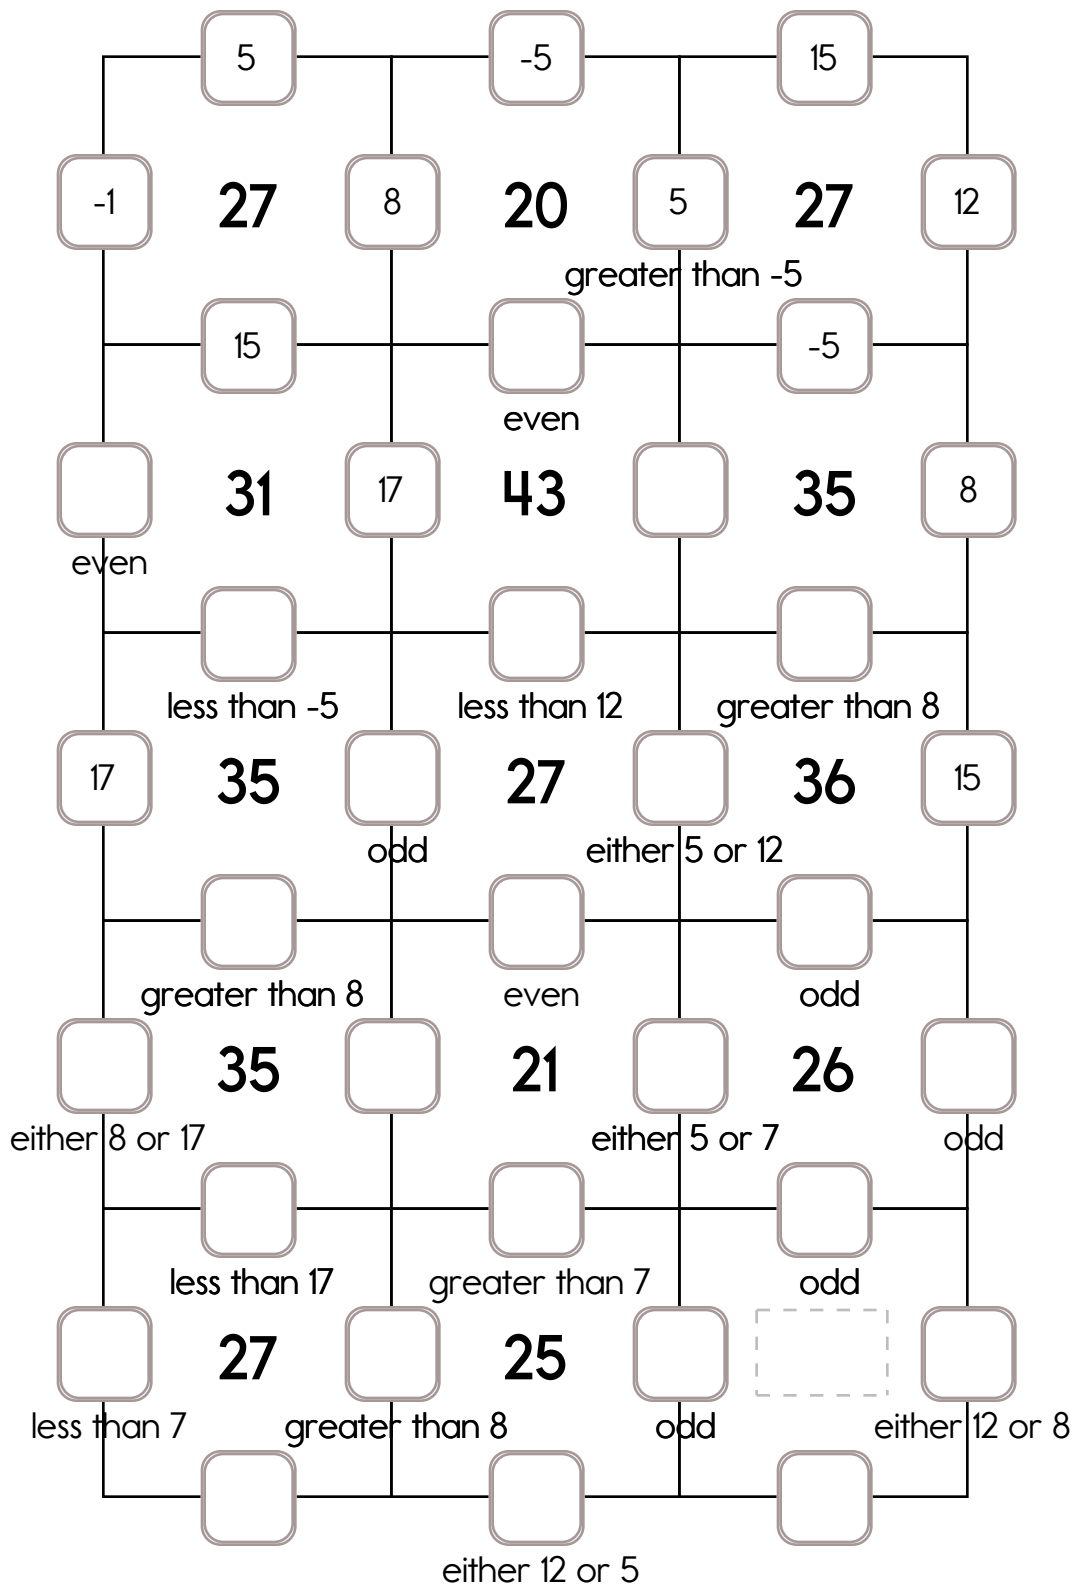 5 -5 15
-1 27 8 20 5 27 12
greater than -5
15 -5
even
31 17 43 35 8
even
less than -5 less than 12 greater than 8
17 35 27 36 15
odd either 5 or 12
greater than 8 even odd
35 21 26
either 8 or 17 either 5 or 7 odd
less than 17 greater than 7 odd
27 25
less than 7 greater than 8 odd either 12 or 8
either 12 or 5